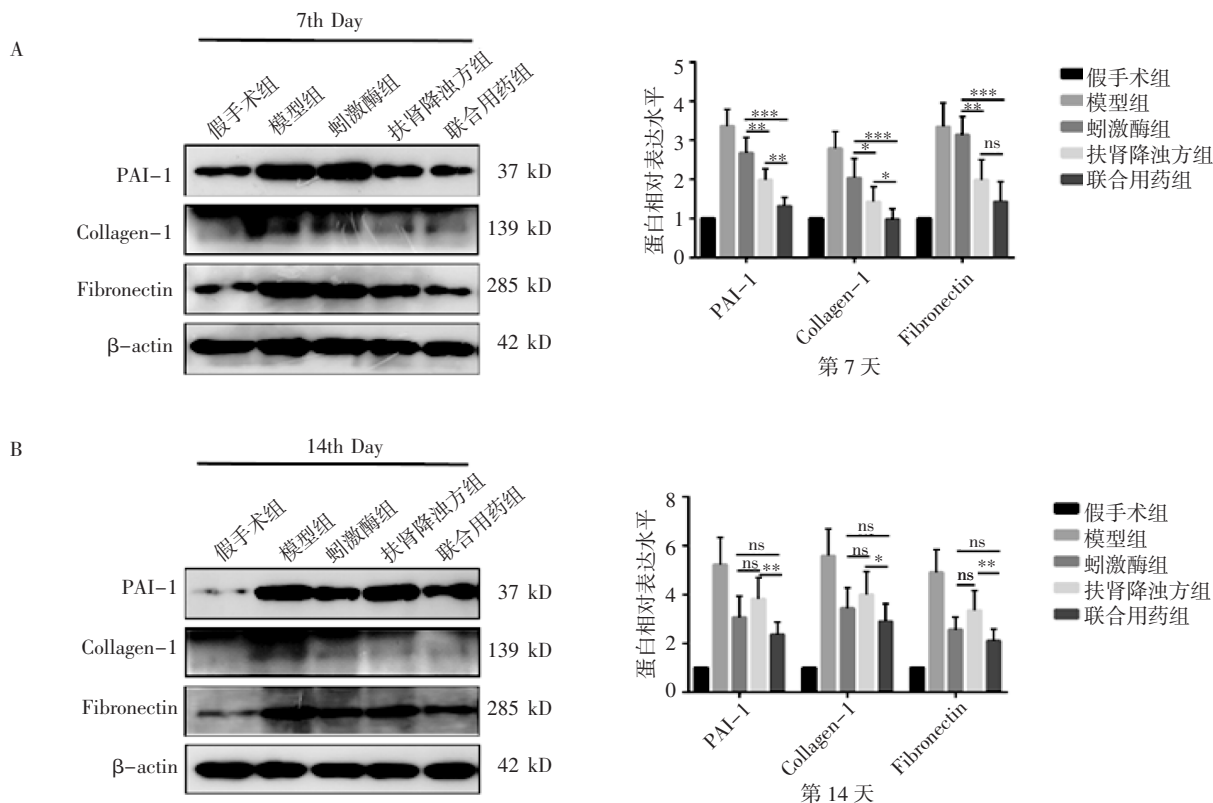 A
7th Day
假手术组
模型组
蚓激酶组
扶肾降浊方组
联合用药组
PAI-1
37 kD
Collagen-1
139 kD
Fibronectin
285 kD
β-actin
42 kD
蛋白相对表达水平
5
4
3
2
1
0
***
**
**
***
*
*
***
**
ns
PAI-1
Collagen-1
Fibronectin
第 7 天
假手术组
模型组
蚓激酶组
扶肾降浊方组
联合用药组
B
14th Day
假手术组
模型组
蚓激酶组
扶肾降浊方组
联合用药组
PAI-1
37 kD
Collagen-1
139 kD
Fibronectin
285 kD
β-actin
42 kD
蛋白相对表达水平
8
6
4
2
0
ns
ns
**
ns
ns
*
ns
ns
**
PAI-1
Collagen-1
Fibronectin
第 14 天
假手术组
模型组
蚓激酶组
扶肾降浊方组
联合用药组